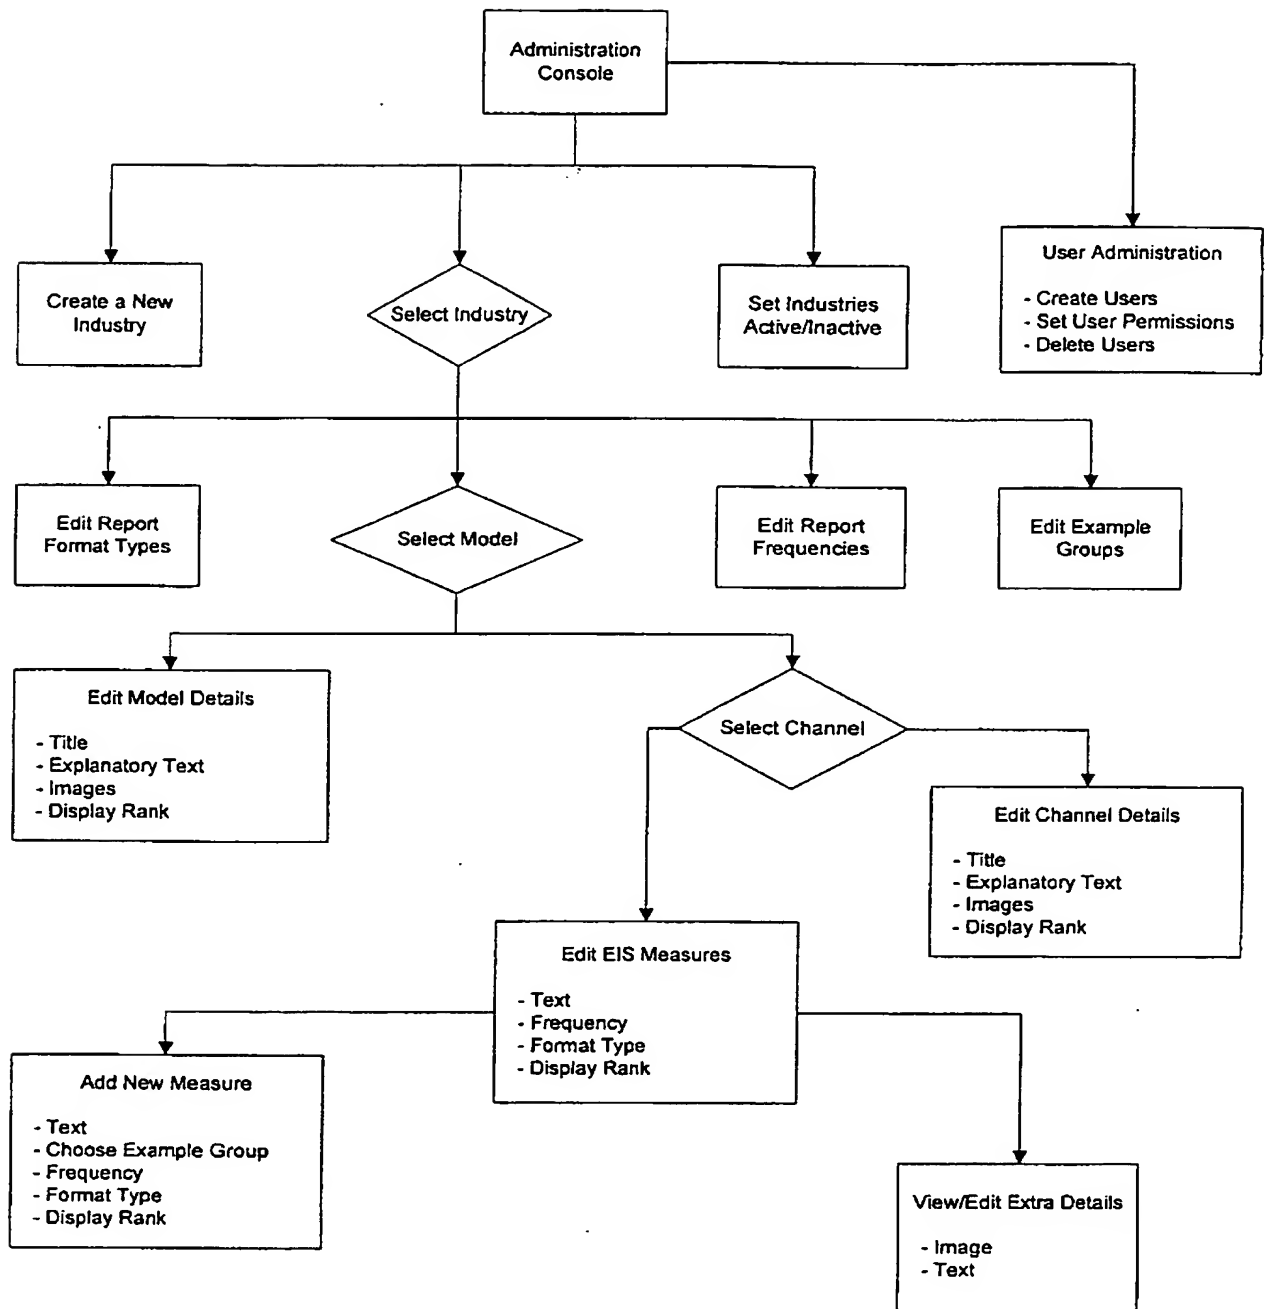 Administration
Console
Create a New
Industry
Select Industry
Set Industries
Active/Inactive
User Administration
- Create Users
- Set User Permissions
- Delete Users
Edit Report
Format Types
Select Model
Edit Report
Frequencies
Edit Example
Groups
Edit Model Details
- Title
- Explanatory Text
- Images
- Display Rank
Select Channel
Edit Channel Details
- Title
- Explanatory Text
- Images
- Display Rank
Edit EIS Measures
- Text
- Frequency
- Format Type
- Display Rank
Add New Measure
- Text
- Choose Example Group
- Frequency
- Format Type
- Display Rank
View/Edit Extra Details
- Image
- Text